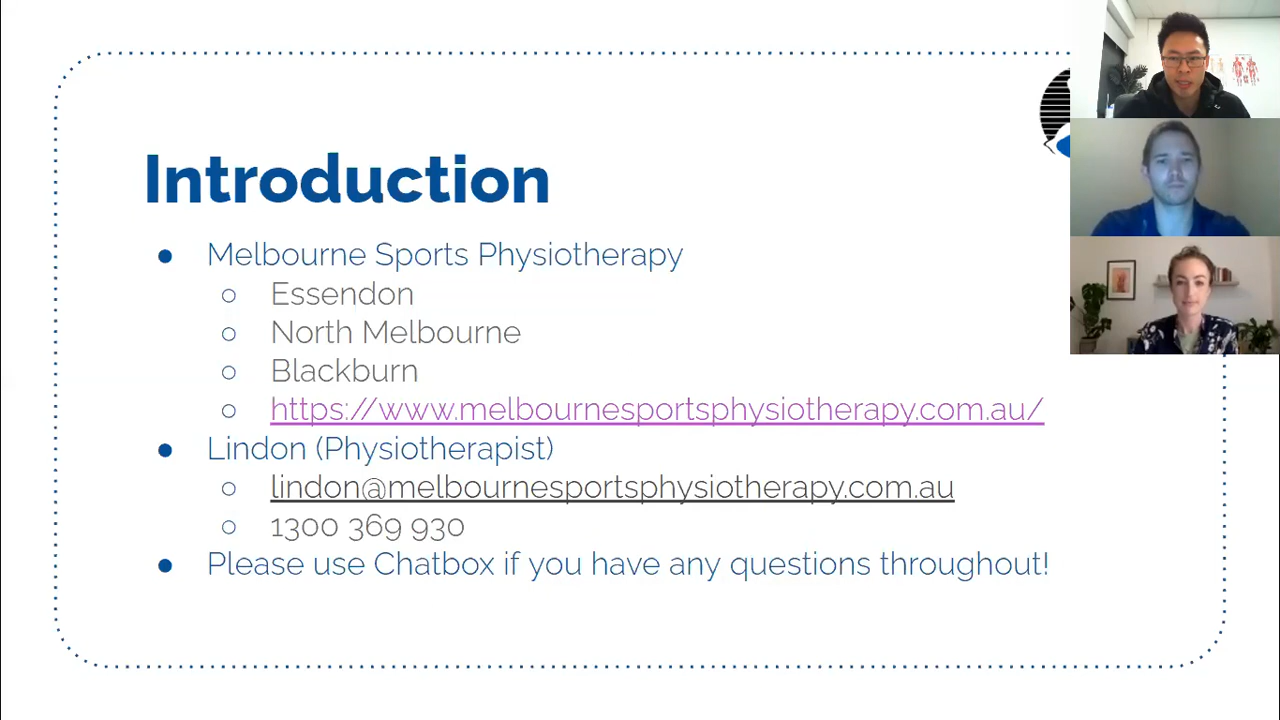 Introduction
● Melbourne Sports Physiotherapy
○ Essendon
○ North Melbourne
○ Blackburn
○ https://www.melbournesportsphysiotherapy.com.au/
● Lindon (Physiotherapist)
○ lindon@melbournesportsphysiotherapy.com.au
○ 1300 369 930
● Please use Chatbox if you have any questions throughout!